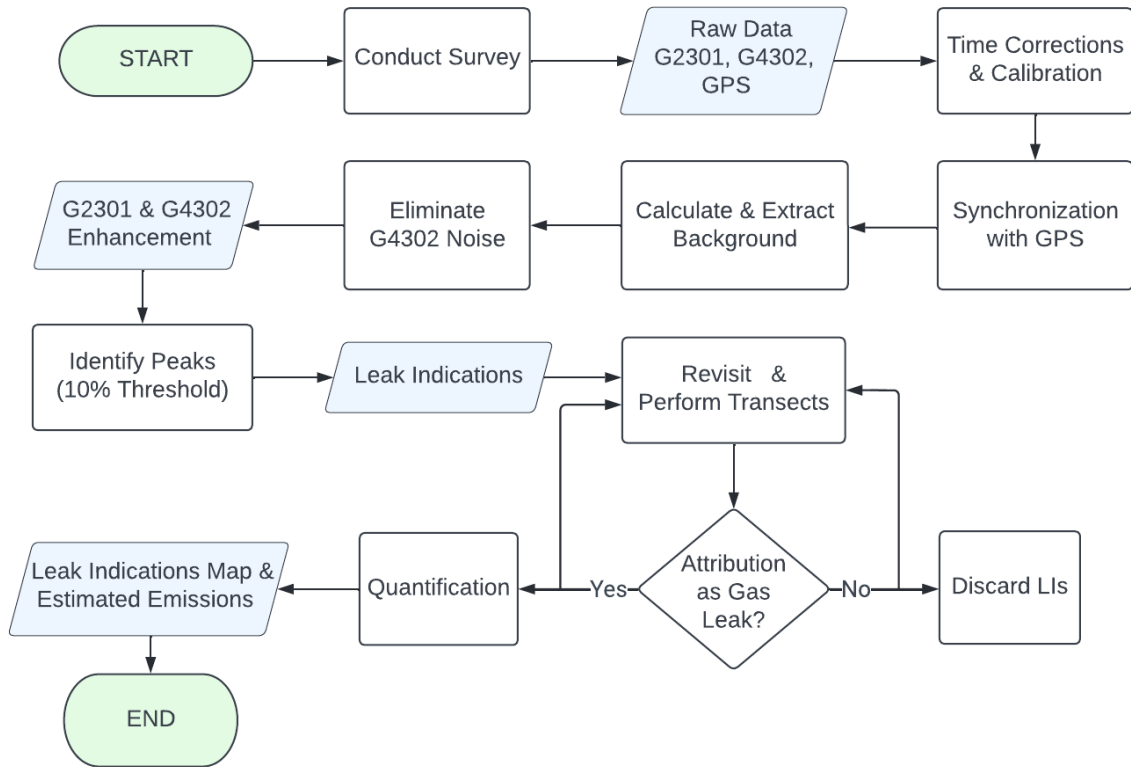 START
Conduct Survey
Raw Data
G2301, G4302,
GPS
Time Corrections
& Calibration
Synchronization
with GPS
Calculate & Extract
Background
Eliminate
G4302 Noise
G2301 & G4302
Enhancement
Identify Peaks
(10% Threshold)
Leak Indications
Revisit &
Perform Transects
Attribution
as Gas
Leak?
Yes
No
Quantification
Discard LIs
Leak Indications Map &
Estimated Emissions
END